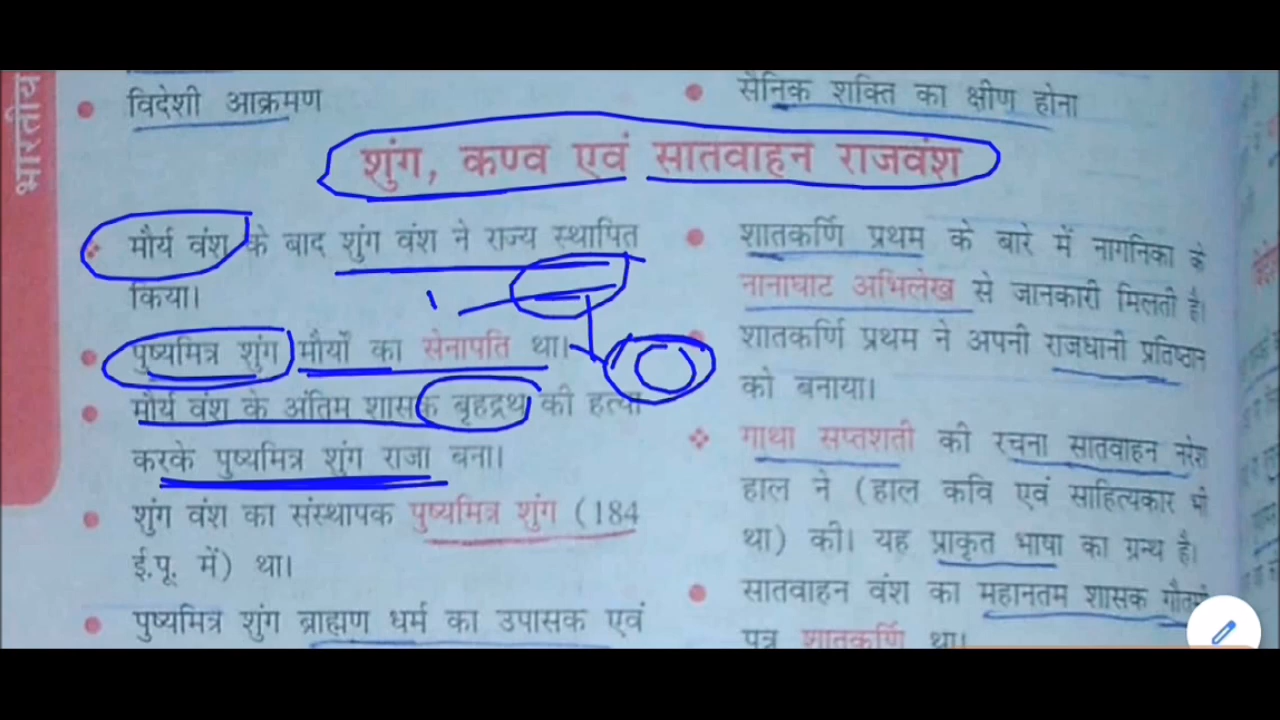 भारतीय
विदेशी आक्रमण
सैनिक शक्ति का क्षीण होना
शुंग, कण्व एवं सातवाहन राजवंश
मौर्य वंश के बाद शुंग वंश ने राज्य स्थापित
किया।
पुष्यमित्र शुंग मौर्यों का सेनापति था।
मौर्य वंश के अंतिम शासक बृहद्रथ की हत्या
करके पुष्यमित्र शुंग राजा बना।
शुंग वंश का संस्थापक पुष्यमित्र शुंग (184
ई.पू. में) था।
पुष्यमित्र शुंग ब्राह्मण धर्म का उपासक एवं
शातकर्णि प्रथम के बारे में नागनिका के
नानाघाट अभिलेख से जानकारी मिलती है।
शातकर्णि प्रथम ने अपनी राजधानी प्रतिष्ठान
को बनाया।
गाथा सप्तशती की रचना सातवाहन नरेश
हाल ने (हाल कवि एवं साहित्यकार भी
था) की। यह प्राकृत भाषा का ग्रन्थ है।
सातवाहन वंश का महानतम शासक
पुत्र शातकर्णि था।